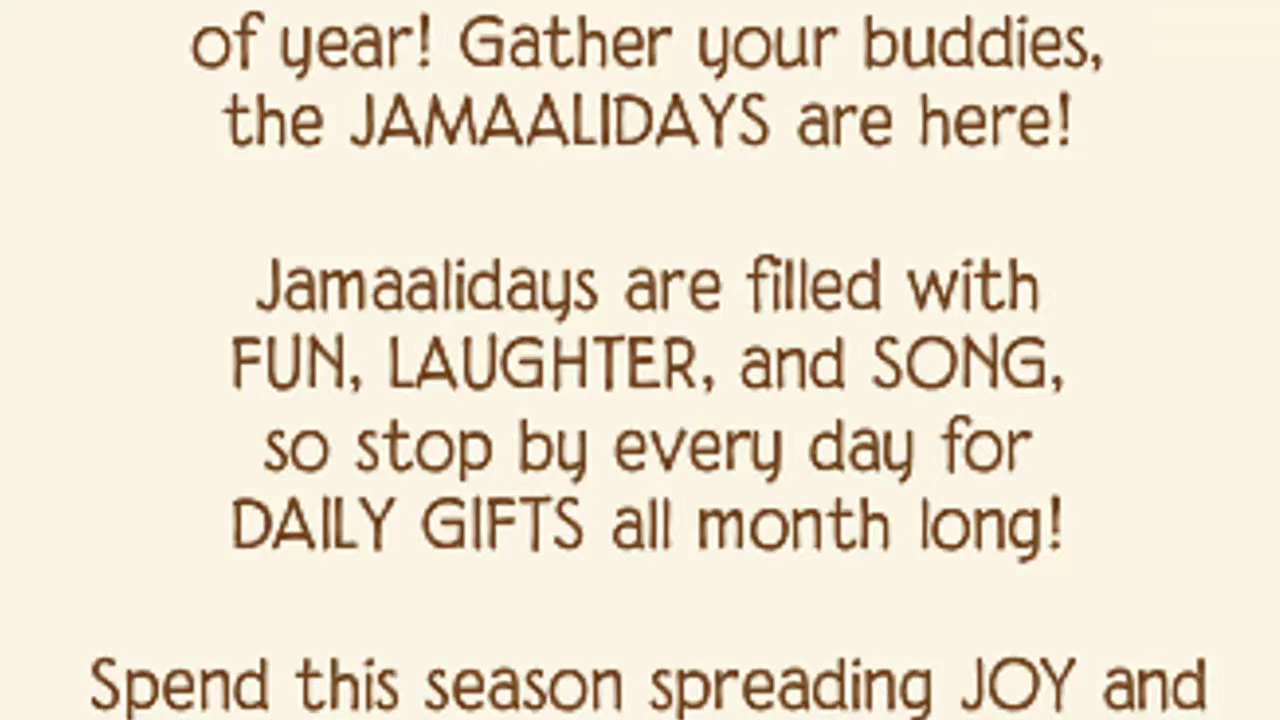 of year! Gather your buddies,
the JAMAALIDAYS are here!
Jamaalidays are filled with
FUN, LAUGHTER, and SONG,
so stop by every day for
DAILY GIFTS all month long!
Spend this season spreading JOY and